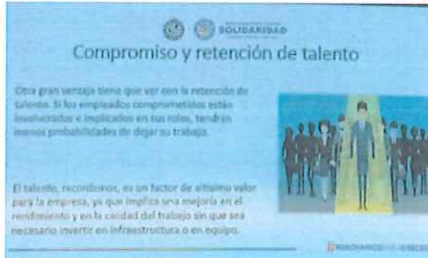 SOLIDARIDAD
Compromiso y retención de talento
Otra gran ventaja tiene que ver con la retención de
talento. Si los empleados comprometidos están
involucrados e implicados en sus roles, tendrán
menos probabilidades de dejar su trabajo.
El talento, recordemos, es un factor de altísimo valor
para la empresa, ya que implica una mejoría en el
rendimiento y en la calidad del trabajo sin que sea
necesario invertir en infraestructura o en equipo.